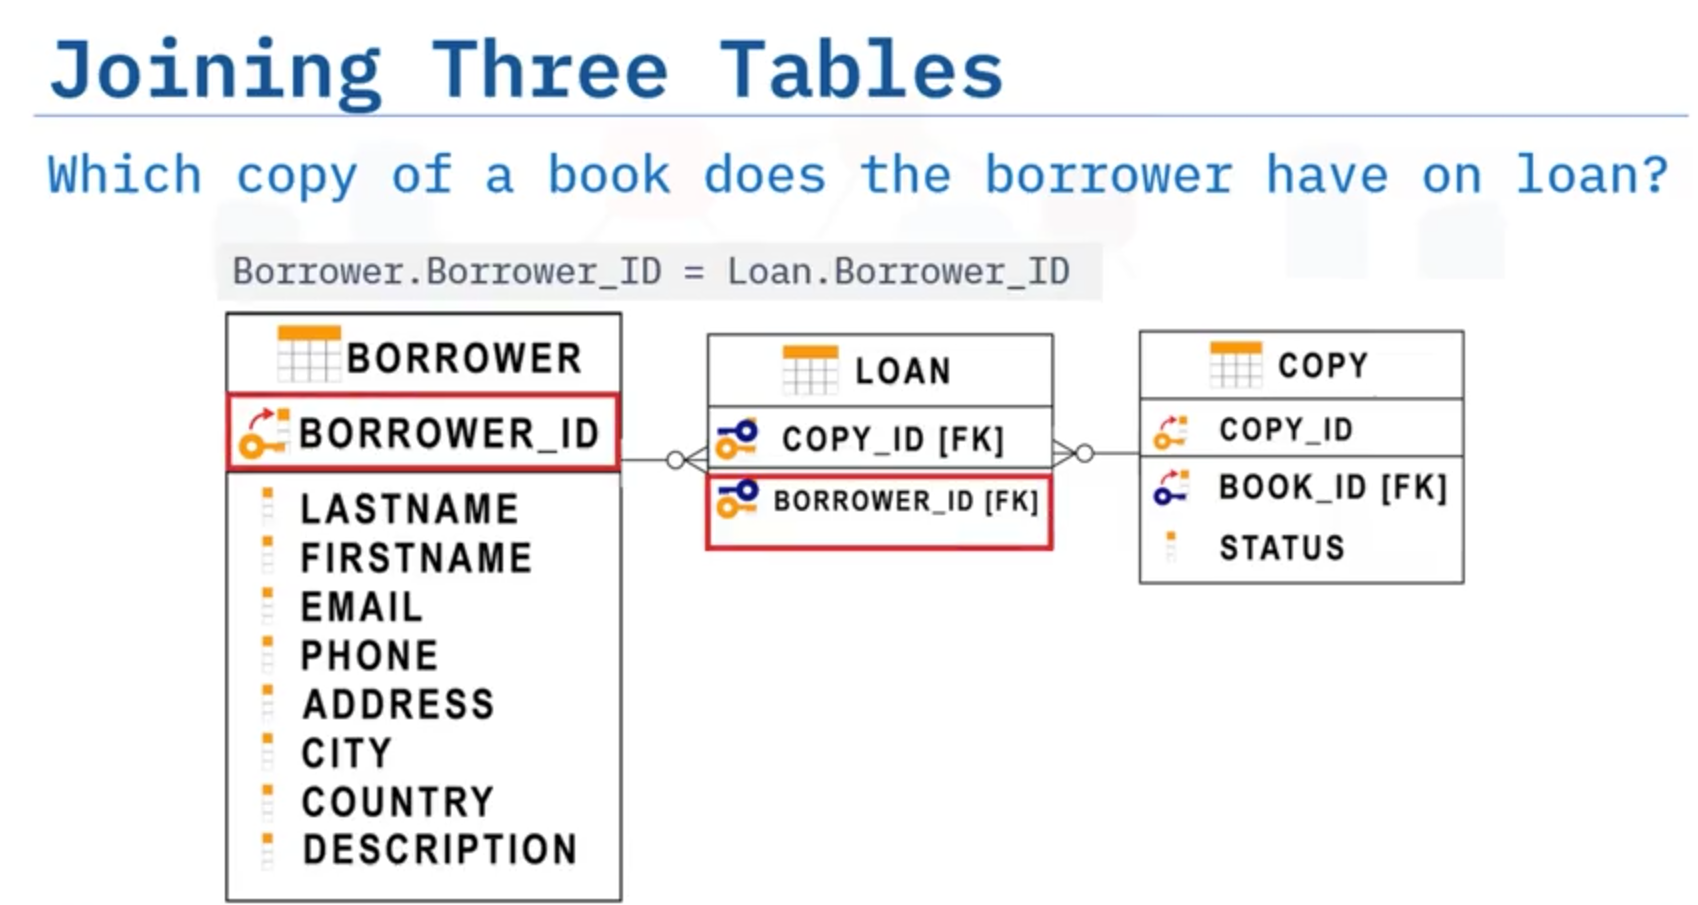 Joining Three Tables
Which copy of a book does the borrower have on loan?
Borrower.Borrower_ID = Loan.Borrower_ID
BORROWER
BORROWER_ID
LASTNAME
FIRSTNAME
EMAIL
PHONE
ADDRESS
CITY
COUNTRY
DESCRIPTION
LOAN
COPY_ID [FK]
BORROWER_ID [FK]
COPY
COPY_ID
BOOK_ID [FK]
STATUS